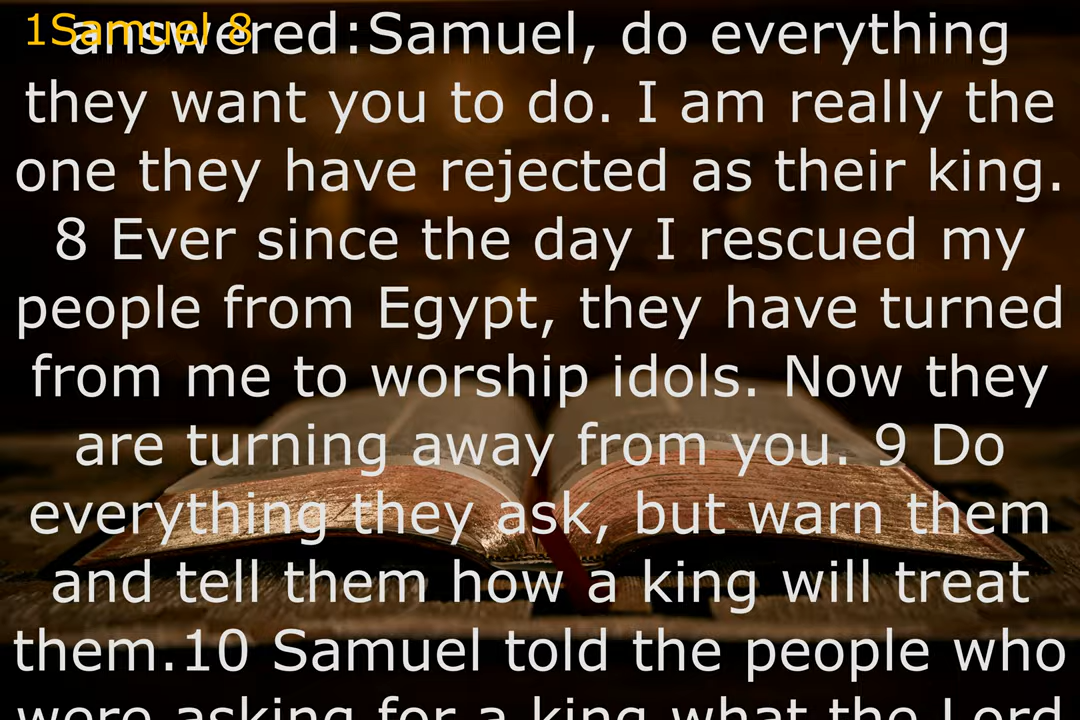 1Samuel 8
answered:Samuel, do everything
they want you to do. I am really the
one they have rejected as their king.
8 Ever since the day I rescued my
people from Egypt, they have turned
from me to worship idols. Now they
are turning away from you. 9 Do
everything they ask, but warn them
and tell them how a king will treat
them.10 Samuel told the people who
were asking for a king what the Lord